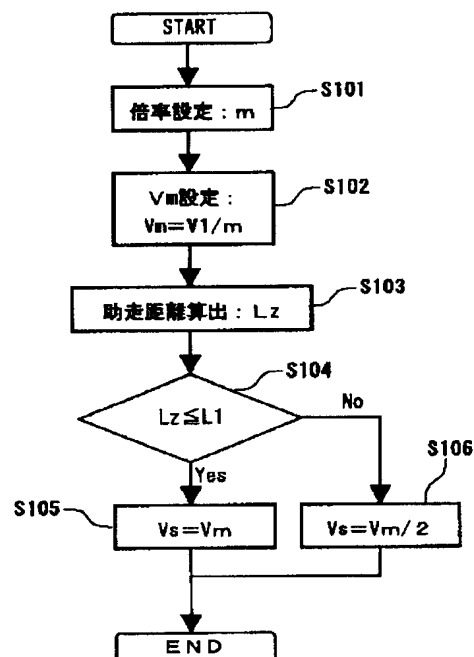 START
S101
倍率設定：m
S102
Vm設定：
Vm=V1/m
S103
助走距離算出：Lz
S104
Lz≦L1
No
Yes
S106
S105
Vs=Vm
Vs=Vm/2
END